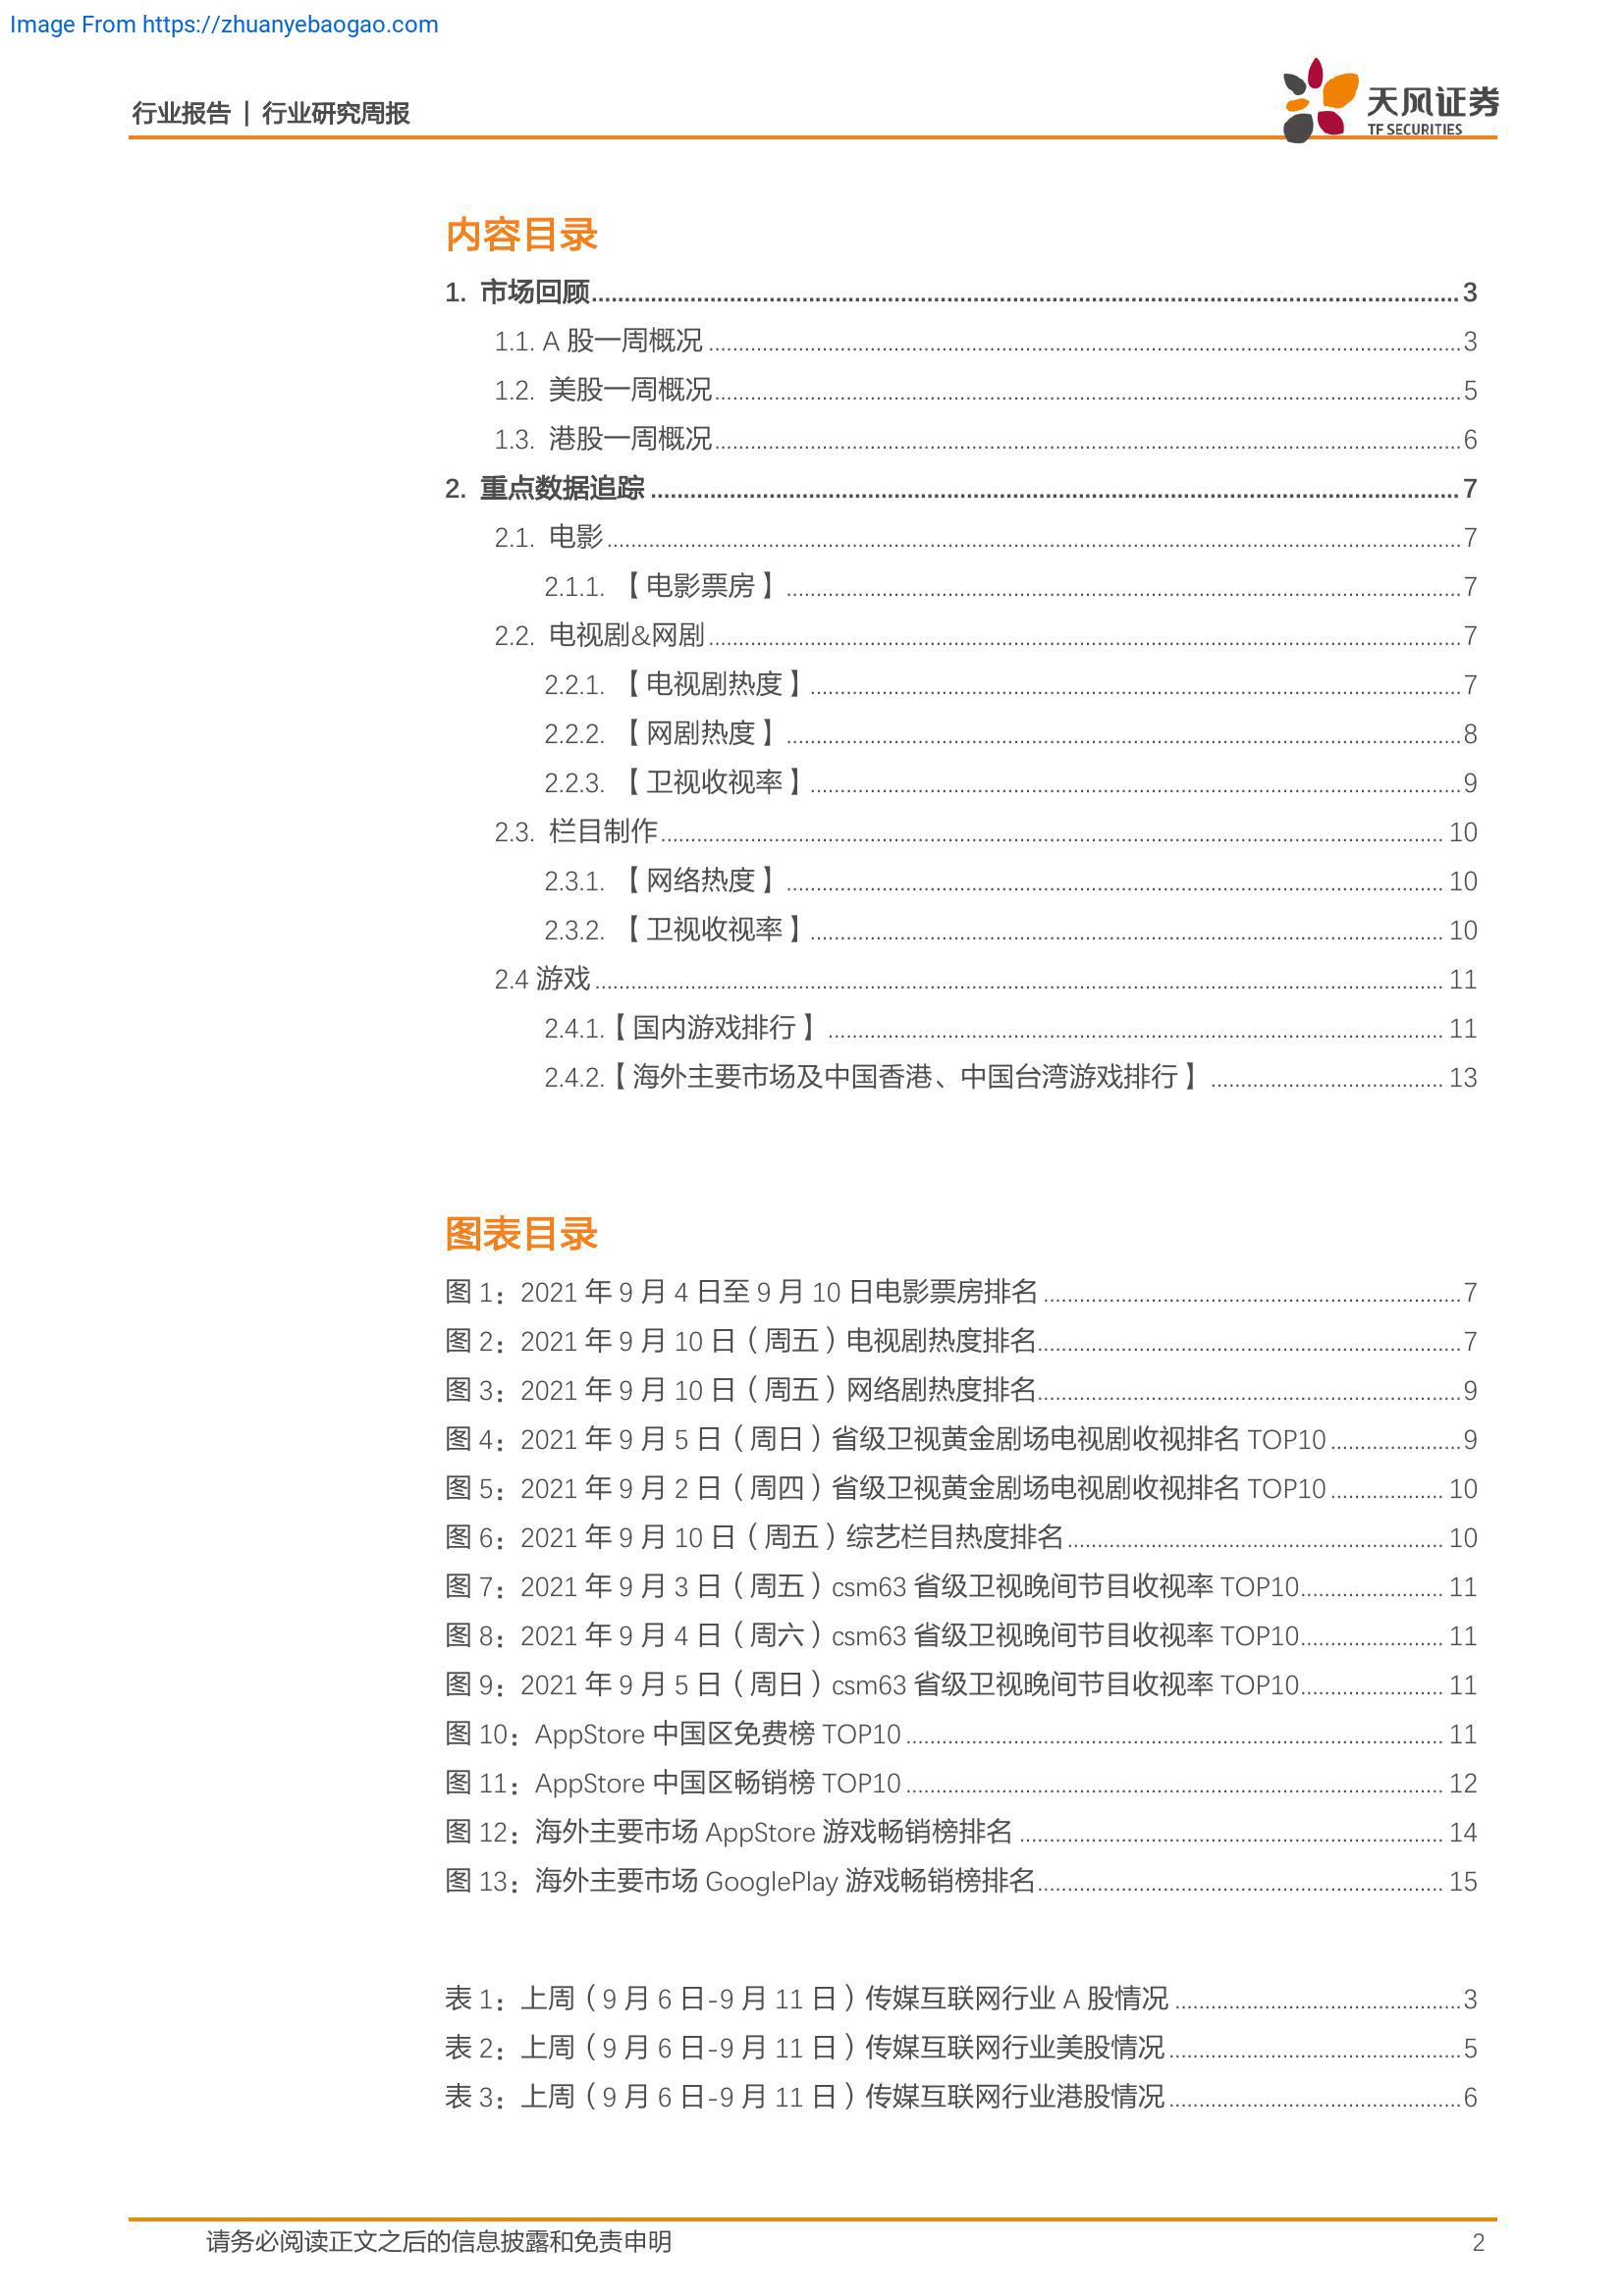 Image From https://zhuanyebaogao.com
行业报告 | 行业研究周报
天风证券
TF SECURITIES
内容目录
1. 市场回顾 3
1.1. A 股一周概况 3
1.2. 美股一周概况 5
1.3. 港股一周概况 6
2. 重点数据追踪 7
2.1. 电影 7
2.1.1. 【电影票房】 7
2.2. 电视剧&网剧 7
2.2.1. 【电视剧热度】 7
2.2.2. 【网剧热度】 8
2.2.3. 【卫视收视率】 9
2.3. 栏目制作 10
2.3.1. 【网络热度】 10
2.3.2. 【卫视收视率】 10
2.4 游戏 11
2.4.1.【国内游戏排行】 11
2.4.2.【海外主要市场及中国香港、中国台湾游戏排行】 13
图表目录
图 1：2021 年 9 月 4 日至 9 月 10 日电影票房排名 7
图 2：2021 年 9 月 10 日（周五）电视剧热度排名 7
图 3：2021 年 9 月 10 日（周五）网络剧热度排名 9
图 4：2021 年 9 月 5 日（周日）省级卫视黄金剧场电视剧收视排名 TOP10 9
图 5：2021 年 9 月 2 日（周四）省级卫视黄金剧场电视剧收视排名 TOP10 10
图 6：2021 年 9 月 10 日（周五）综艺栏目热度排名 10
图 7：2021 年 9 月 3 日（周五）csm63 省级卫视晚间节目收视率 TOP10 11
图 8：2021 年 9 月 4 日（周六）csm63 省级卫视晚间节目收视率 TOP10 11
图 9：2021 年 9 月 5 日（周日）csm63 省级卫视晚间节目收视率 TOP10 11
图 10：AppStore 中国区免费榜 TOP10 11
图 11：AppStore 中国区畅销榜 TOP10 12
图 12：海外主要市场 AppStore 游戏畅销榜排名 14
图 13：海外主要市场 GooglePlay 游戏畅销榜排名 15
表 1：上周（9 月 6 日-9 月 11 日）传媒互联网行业 A 股情况 3
表 2：上周（9 月 6 日-9 月 11 日）传媒互联网行业美股情况 5
表 3：上周（9 月 6 日-9 月 11 日）传媒互联网行业港股情况 6
请务必阅读正文之后的信息披露和免责申明 2